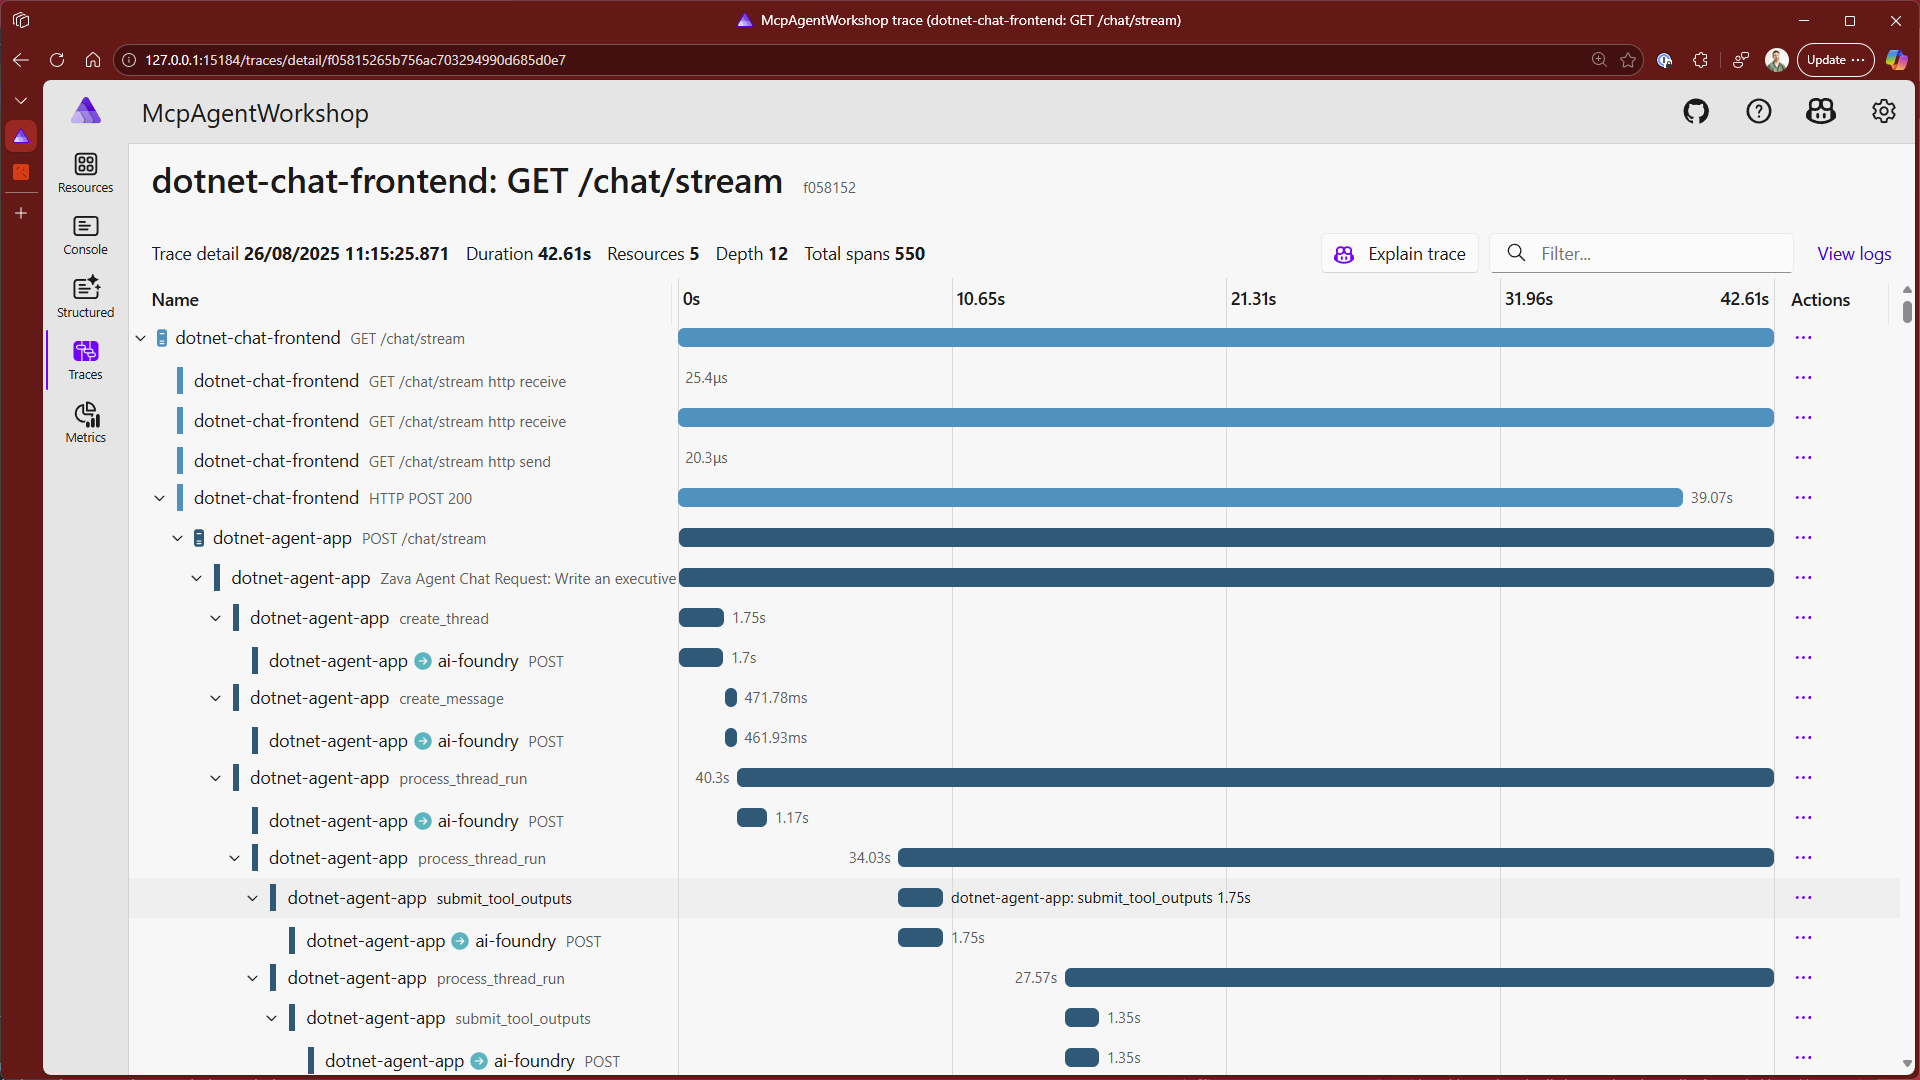 McpAgentWorkshop trace (dotnet-chat-frontend: GET /chat/stream)
127.0.0.1:15184/traces/detail/f05815265b756ac703294990d685d0e7
Update
McpAgentWorkshop
Resources
Console
Structured
Traces
Metrics
dotnet-chat-frontend: GET /chat/stream f058152
Trace detail 26/08/2025 11:15:25.871 Duration 42.61s Resources 5 Depth 12 Total spans 550
Explain trace
Filter...
View logs
Name 0s 10.65s 21.31s 31.96s 42.61s Actions
dotnet-chat-frontend GET /chat/stream
dotnet-chat-frontend GET /chat/stream http receive 25.4µs
dotnet-chat-frontend GET /chat/stream http receive
dotnet-chat-frontend GET /chat/stream http send 20.3µs
dotnet-chat-frontend HTTP POST 200 39.07s
dotnet-agent-app POST /chat/stream
dotnet-agent-app Zava Agent Chat Request: Write an executive
dotnet-agent-app create_thread 1.75s
dotnet-agent-app ai-foundry POST 1.7s
dotnet-agent-app create_message 471.78ms
dotnet-agent-app ai-foundry POST 461.93ms
dotnet-agent-app process_thread_run 40.3s
dotnet-agent-app ai-foundry POST 1.17s
dotnet-agent-app process_thread_run 34.03s
dotnet-agent-app submit_tool_outputs dotnet-agent-app: submit_tool_outputs 1.75s
dotnet-agent-app ai-foundry POST 1.75s
dotnet-agent-app process_thread_run 27.57s
dotnet-agent-app submit_tool_outputs 1.35s
dotnet-agent-app ai-foundry POST 1.35s